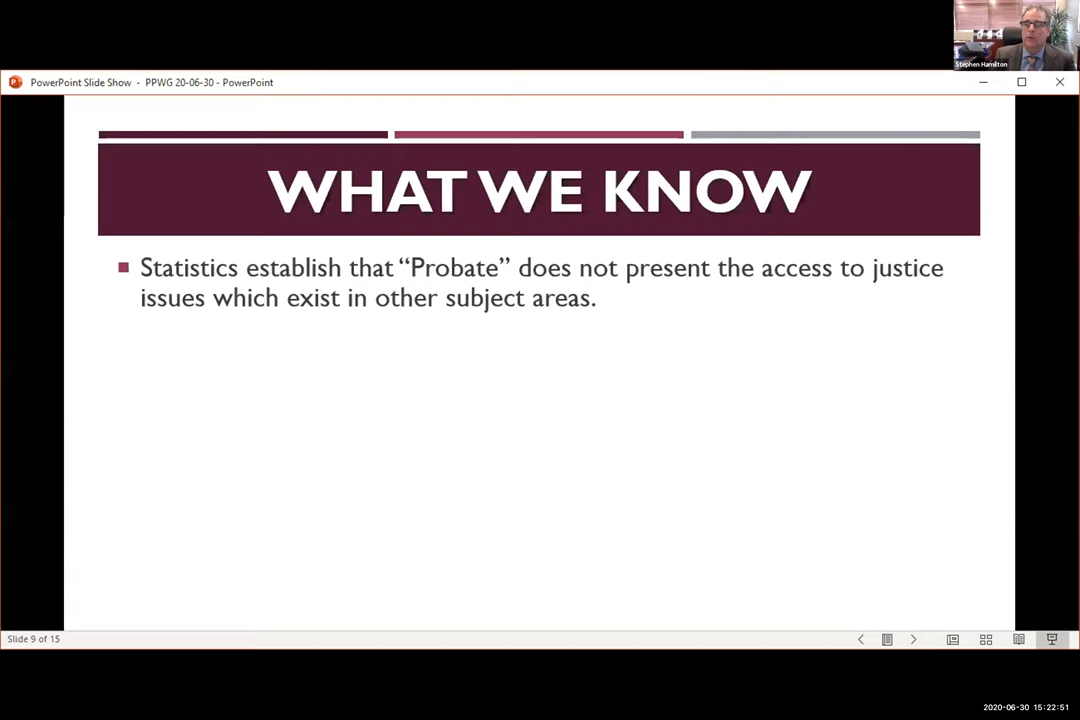 Stephen Hamilton
PowerPoint Slide Show - PPWG 20-06-30 - PowerPoint
WHAT WE KNOW
Statistics establish that “Probate” does not present the access to justice
issues which exist in other subject areas.
Slide 9 of 15
2020-06-30 15:22:51